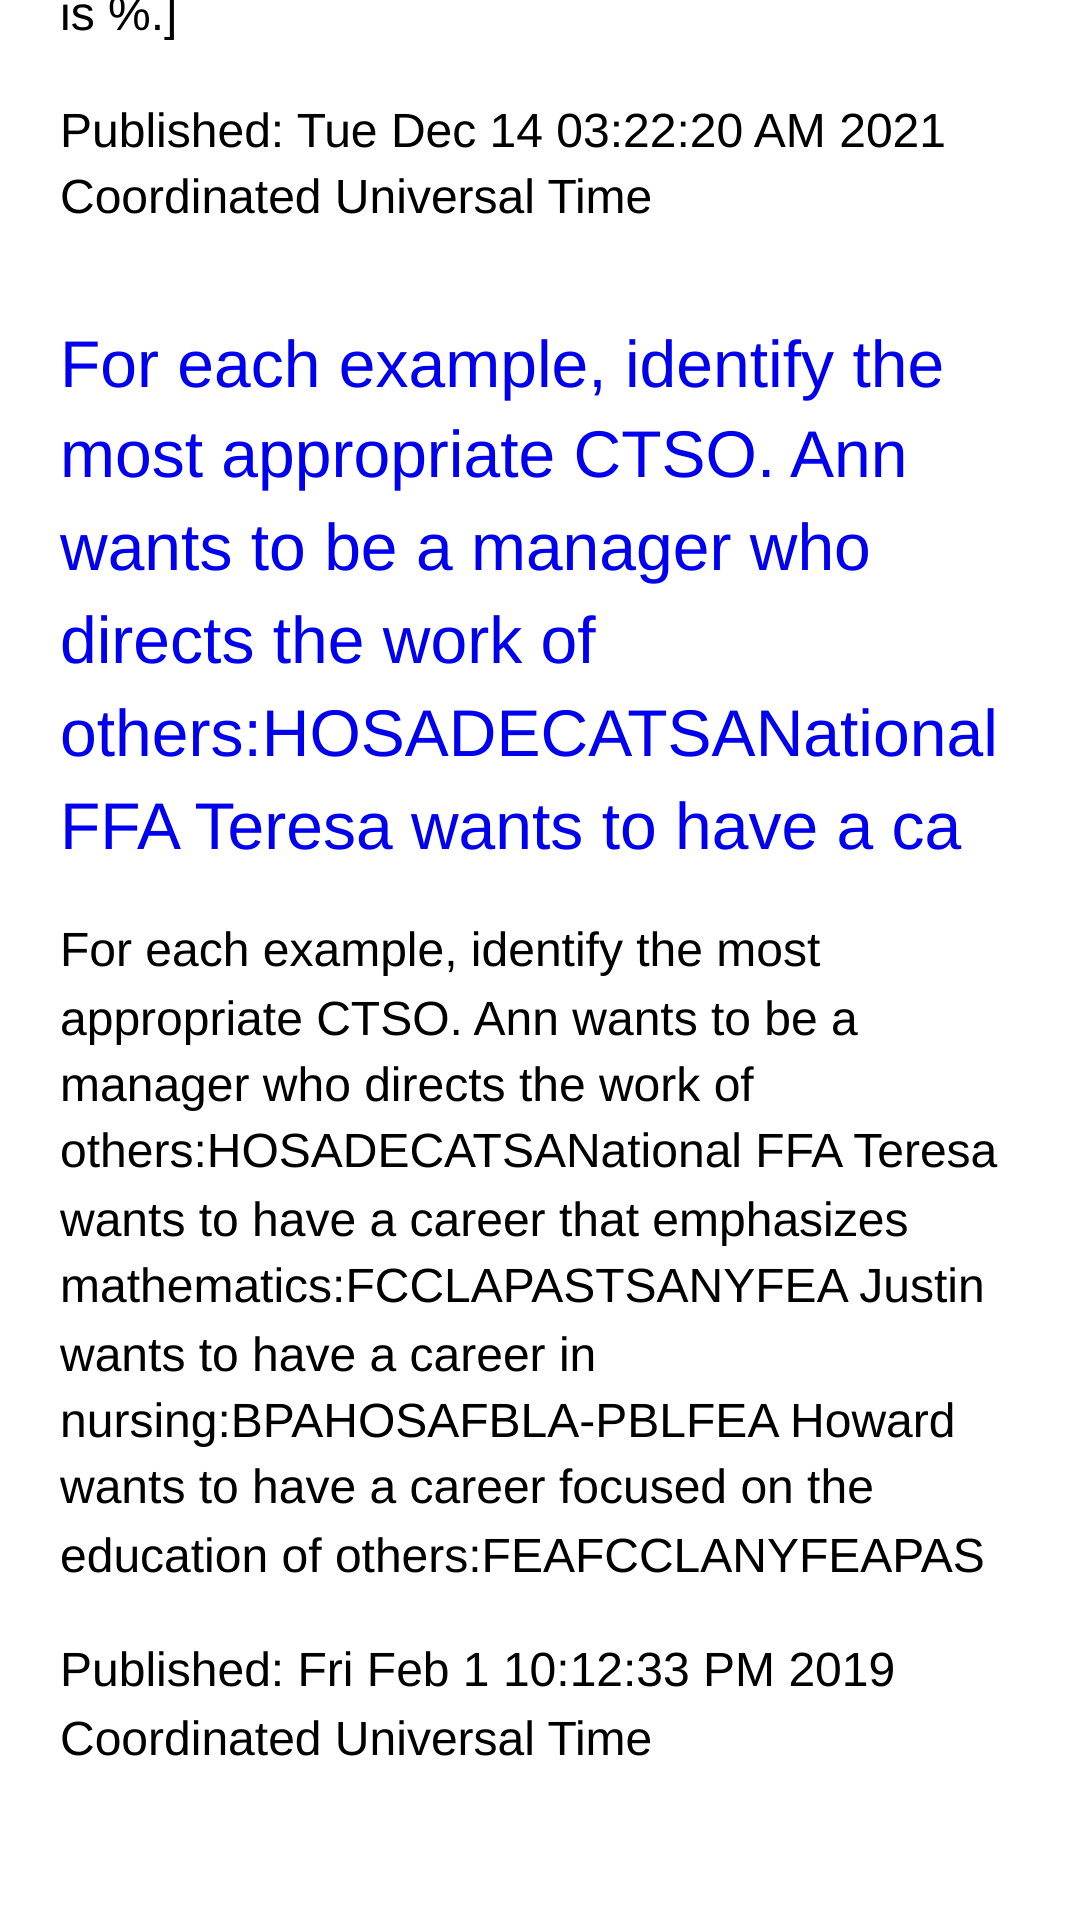 is %.]
Published: Tue Dec 14 03:22:20 AM 2021
Coordinated Universal Time
For each example, identify the
most appropriate CTSO. Ann
wants to be a manager who
directs the work of
others:HOSADECATSANational
FFA Teresa wants to have a ca
For each example, identify the most
appropriate CTSO. Ann wants to be a
manager who directs the work of
others:HOSADECATSANational FFA Teresa
wants to have a career that emphasizes
mathematics:FCCLAPASTSANYFEA Justin
wants to have a career in
nursing:BPAHOSAFBLA-PBLFEA Howard
wants to have a career focused on the
education of others:FEAFCCLANYFEAPAS
Published: Fri Feb 1 10:12:33 PM 2019
Coordinated Universal Time